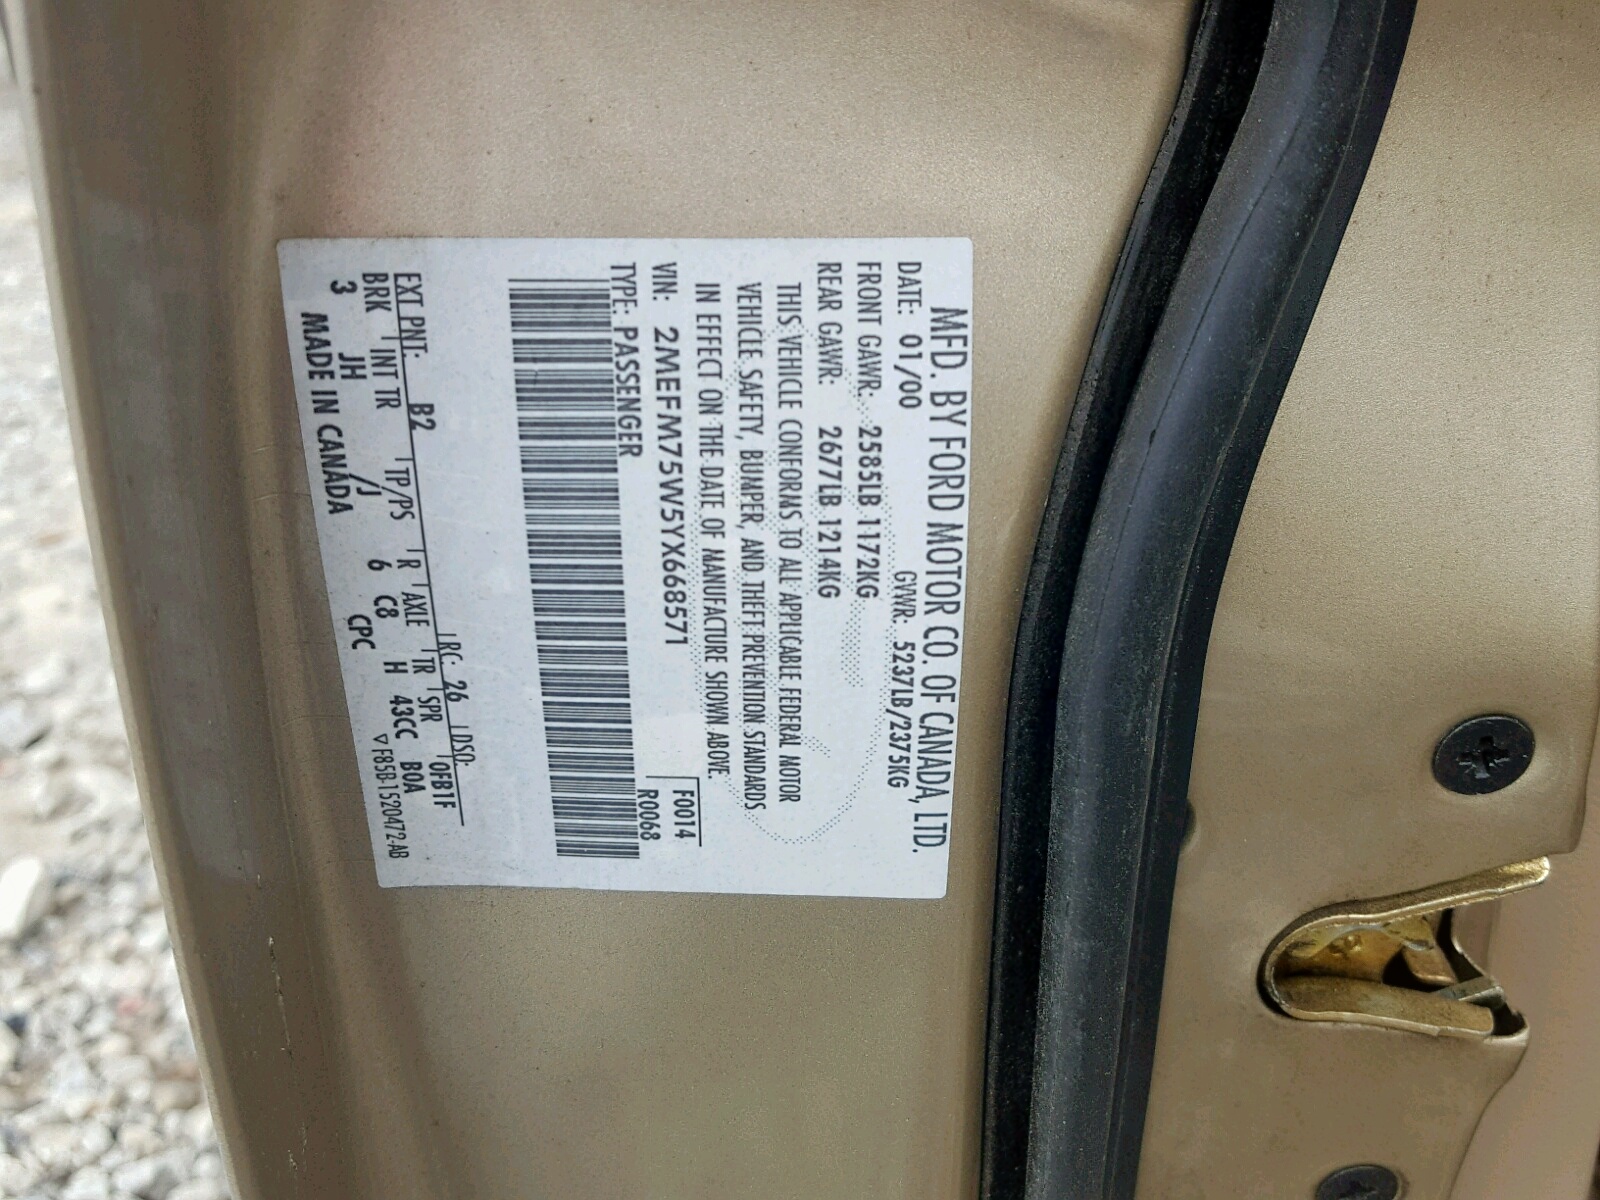 MFD. BY FORD MOTOR CO. OF CANADA, LTD.
DATE: 01/00 GVWR: 5237LB/2375KG
FRONT GAWR: 2585LB 1172KG
REAR GAWR: 2677LB 1214KG
THIS VEHICLE CONFORMS TO ALL APPLICABLE FEDERAL MOTOR
VEHICLE SAFETY, BUMPER, AND THEFT PREVENTION STANDARDS
IN EFFECT ON THE DATE OF MANUFACTURE SHOWN ABOVE.
VIN: 2MEFM75W5YX668571 F0014
TYPE: PASSENGER R0068
EXT PNT: B2 RC: 26 DSO: 0FB1F
BRK INT TR TP/PS R AXLE TR SPR
3 JH /J 6 C8 H 43CC BOA
MADE IN CANADA CPC ▽F85B-1520472-AB